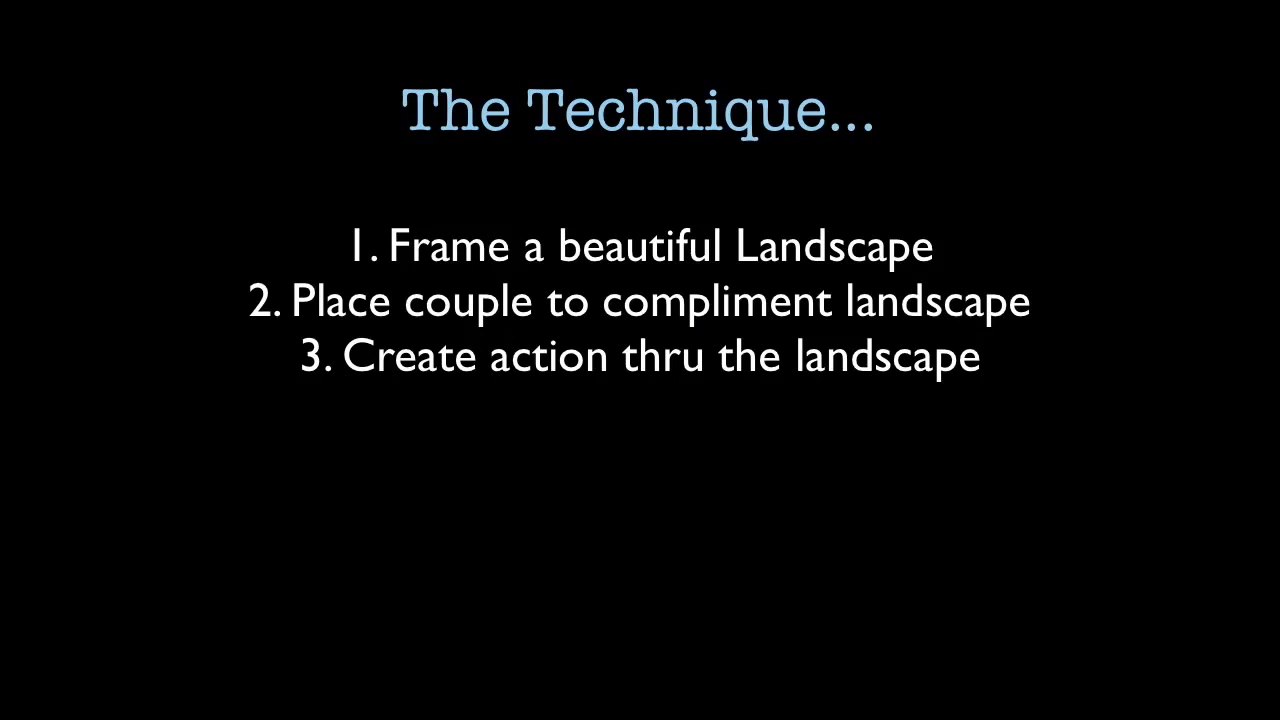 The Technique...
1. Frame a beautiful Landscape
2. Place couple to compliment landscape
3. Create action thru the landscape